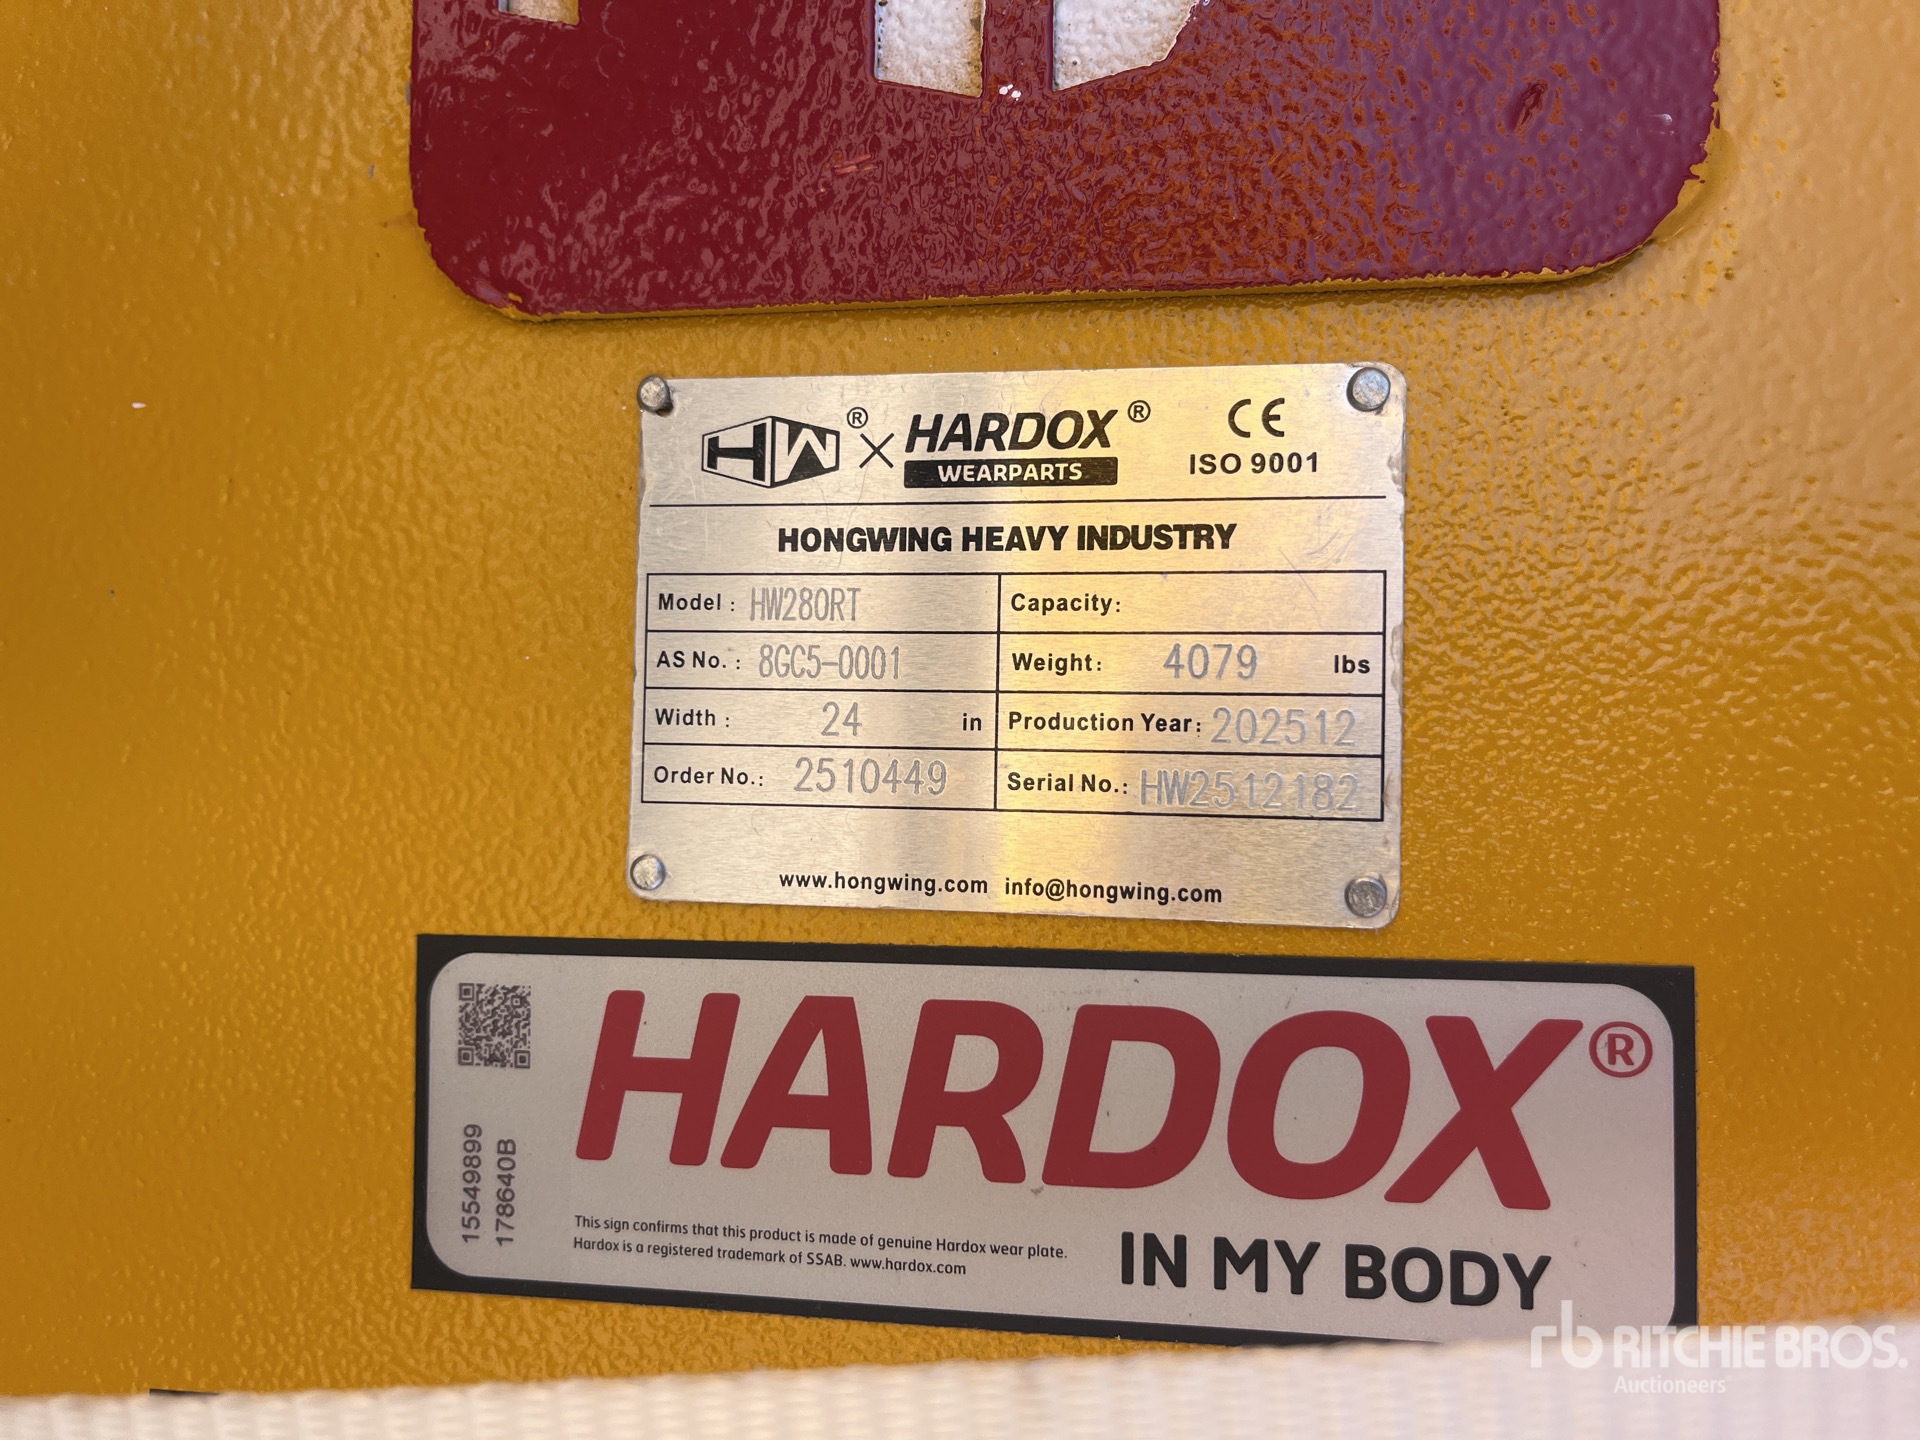 HW® × HARDOX® CE
WEARPARTS ISO 9001
HONGWING HEAVY INDUSTRY
Model : HW280RT Capacity:
AS No. : 8GC5-0001 Weight: 4079 lbs
Width : 24 in Production Year: 202512
Order No.: 2510449 Serial No.: HW2512182
www.hongwing.com info@hongwing.com
15549899
178640B
HARDOX®
This sign confirms that this product is made of genuine Hardox wear plate.
Hardox is a registered trademark of SSAB. www.hardox.com
IN MY BODY
rb RITCHIE BROS.
Auctioneers